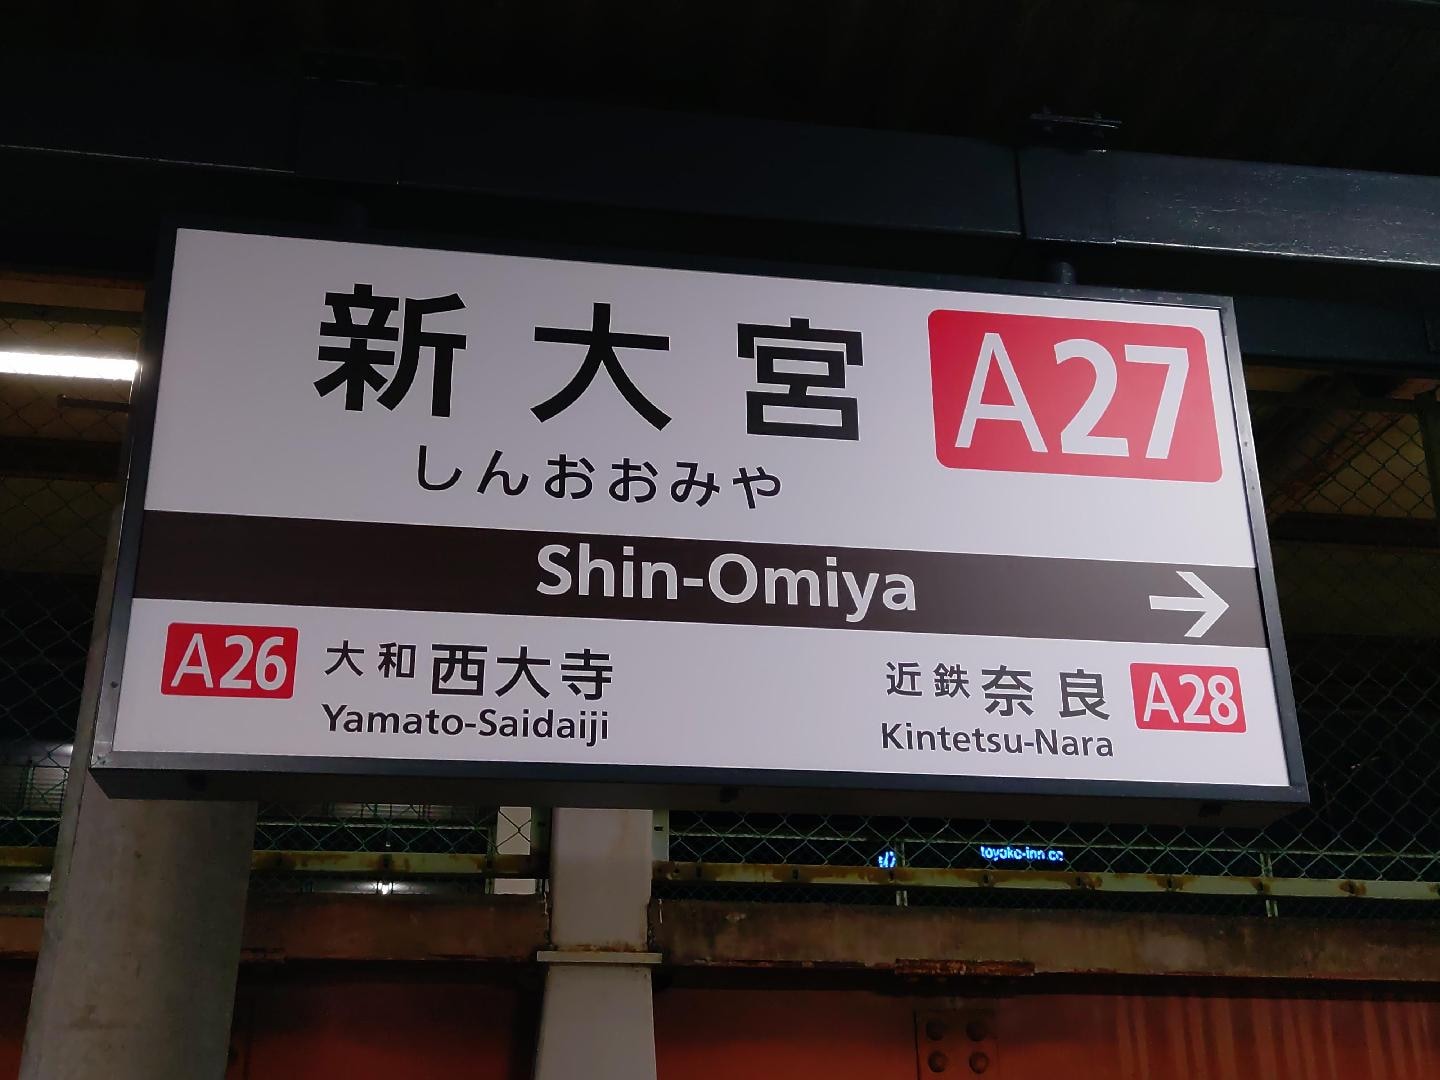 新大宮 A27
しんおおみや
Shin-Omiya →
A26 大和西大寺 近鉄奈良 A28
Yamato-Saidaiji Kintetsu-Nara
toyoko-inn.co